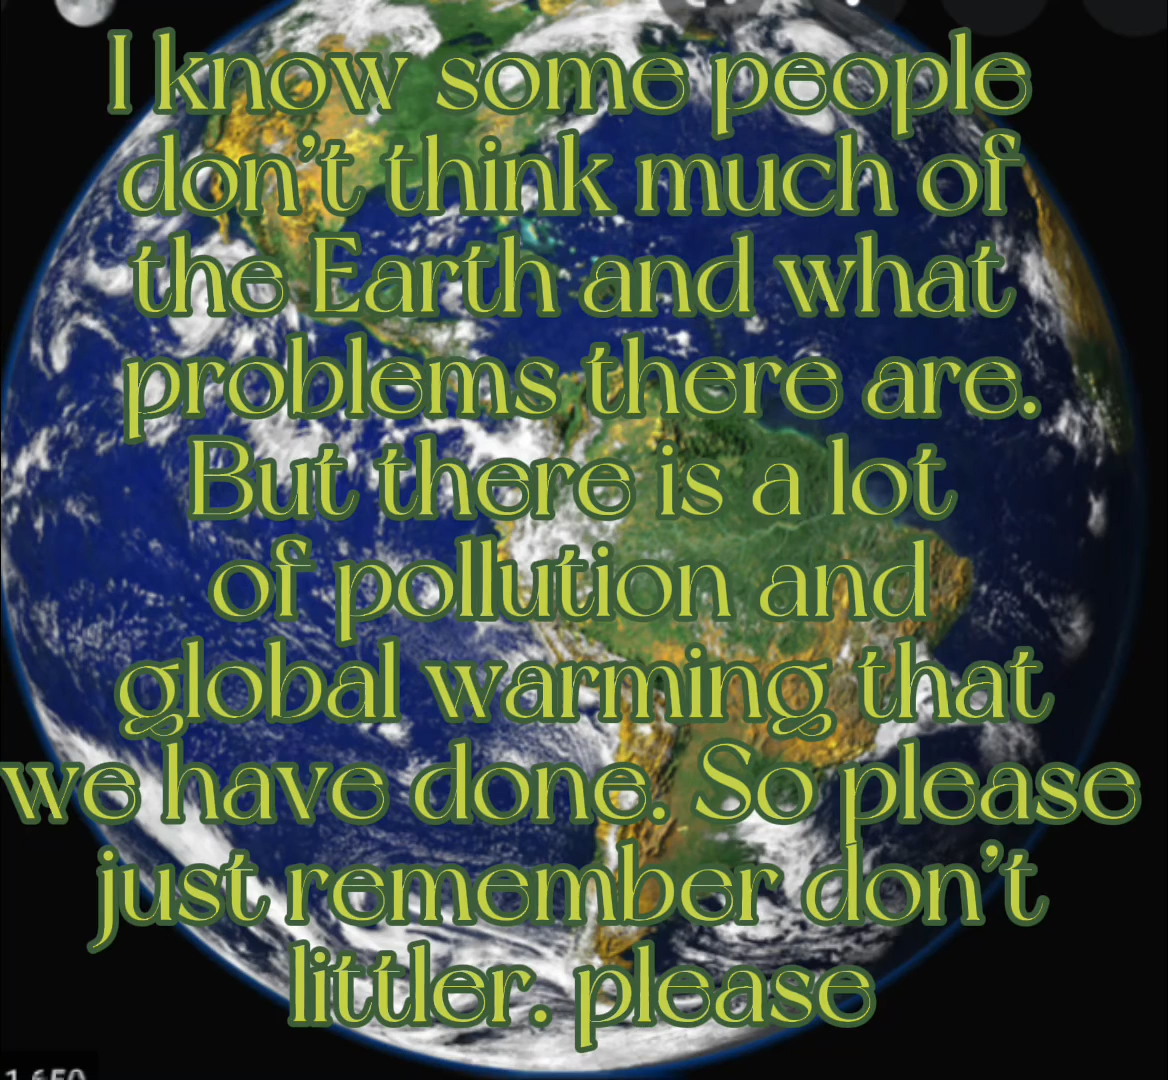 I know some people
don't think much of
the Earth and what
problems there are.
But there is a lot
of pollution and
global warming that
we have done. So please
just remember don't
littler. please